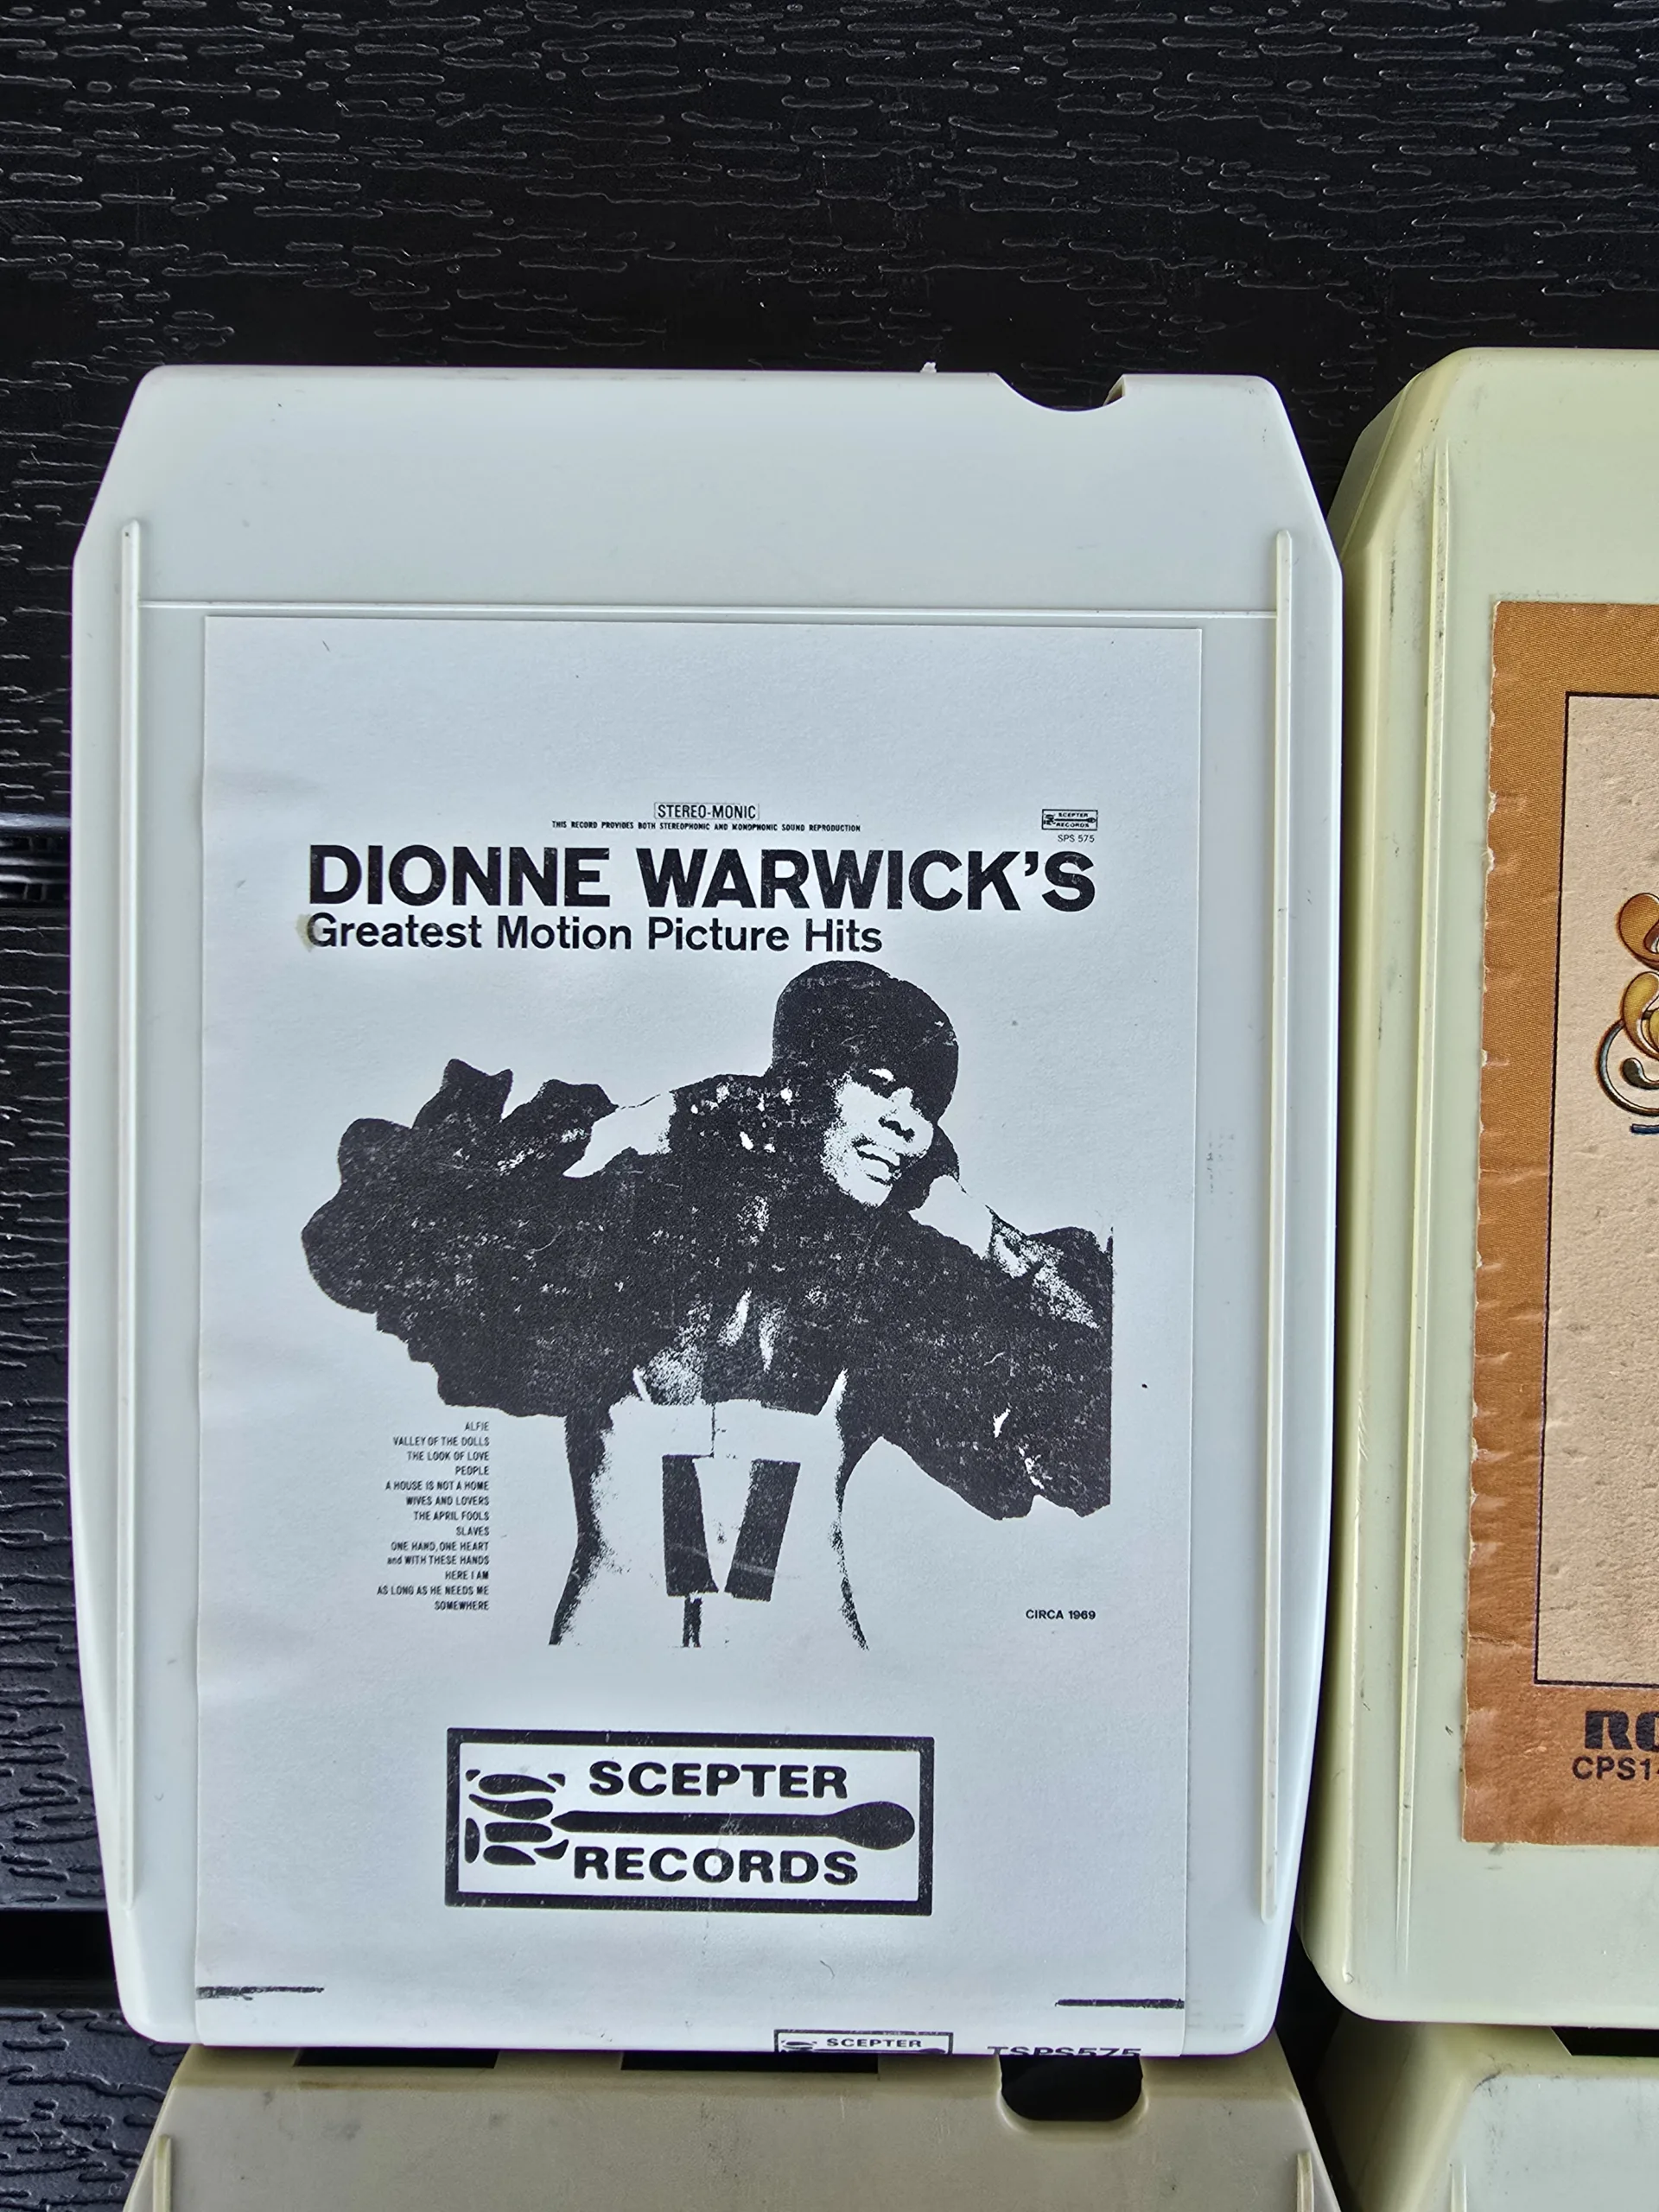 STEREO-MONIC
THIS RECORD PROVIDES BOTH STEREOPHONIC AND MONOPHONIC SOUND REPRODUCTION
SCEPTER
RECORDS
SPS 575
DIONNE WARWICK'S
Greatest Motion Picture Hits
ALFIE
VALLEY OF THE DOLLS
THE LOOK OF LOVE
PEOPLE
A HOUSE IS NOT A HOME
WIVES AND LOVERS
THE APRIL FOOLS
SLAVES
ONE HAND, ONE HEART
and WITH THESE HANDS
HERE I AM
AS LONG AS HE NEEDS ME
SOMEWHERE
CIRCA 1969
SCEPTER
RECORDS
SCEPTER
TSPS575
RC
CPS1-